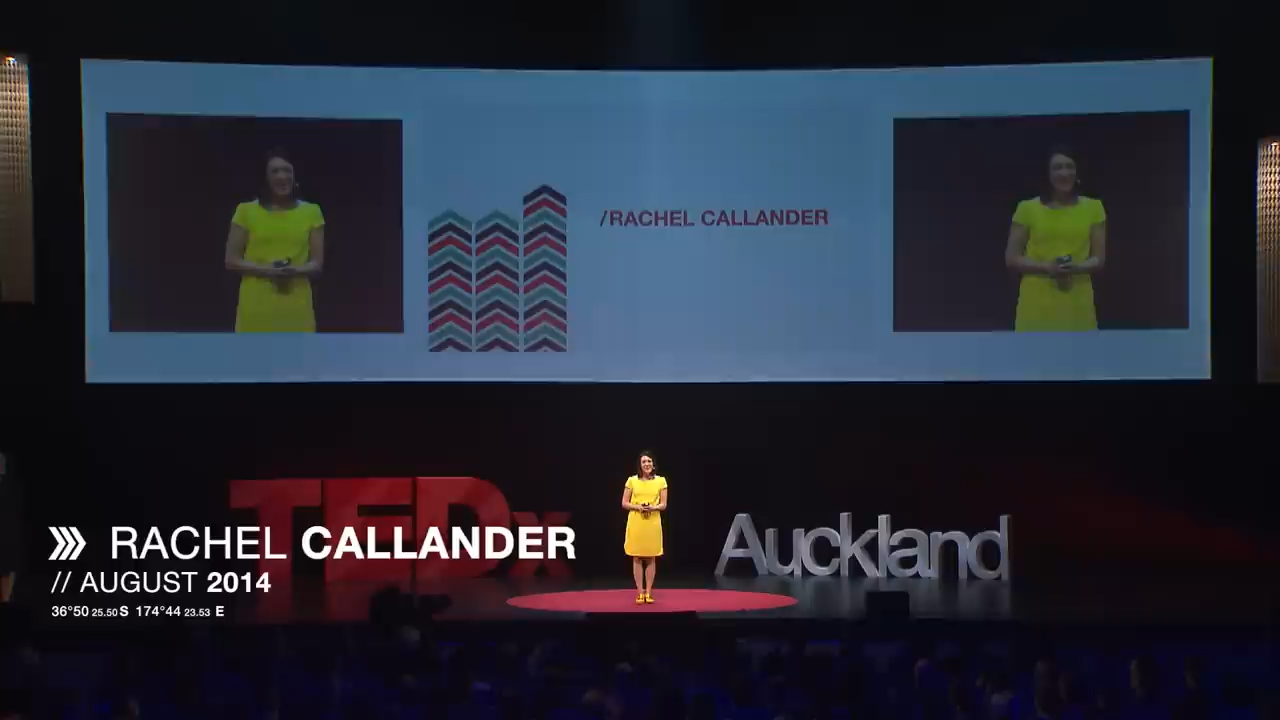 /RACHEL CALLANDER
TEDx Auckland
RACHEL CALLANDER
// AUGUST 2014
36°50 25.50 S 174°44 23.53 E